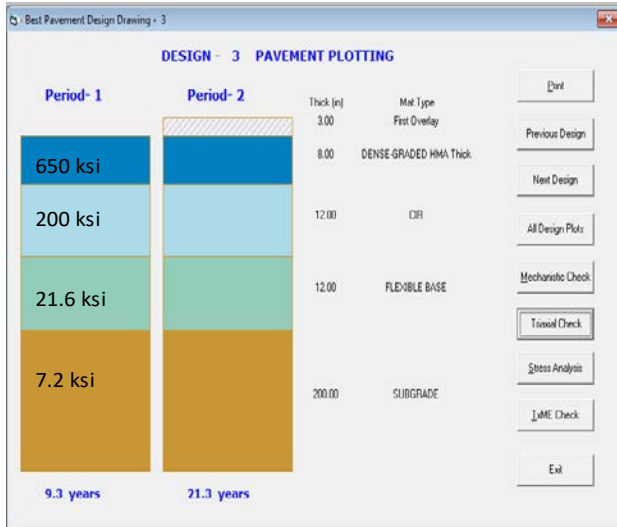 Best Pavement Design Drawing - 3
DESIGN - 3 PAVEMENT PLOTTING
Period- 1
Period- 2
Thick (in) Mat.Type
3.00 First Overlay
8.00 DENSE-GRADED HMA Thick
12.00 CIR
12.00 FLEXIBLE BASE
200.00 SUBGRADE
650 ksi
200 ksi
21.6 ksi
7.2 ksi
9.3 years
21.3 years
Print
Previous Design
Next Design
All Design Plots
Mechanistic Check
Triaxial Check
Stress Analysis
TxME Check
Exit